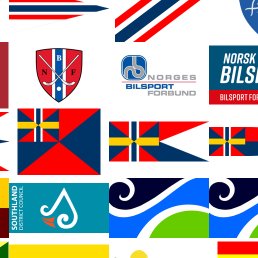 B
N F
NORGES
BILSPORT
FORBUND
NORSK
BILS
BILSPORT FOR
SOUTHLAND
DISTRICT COUNCIL